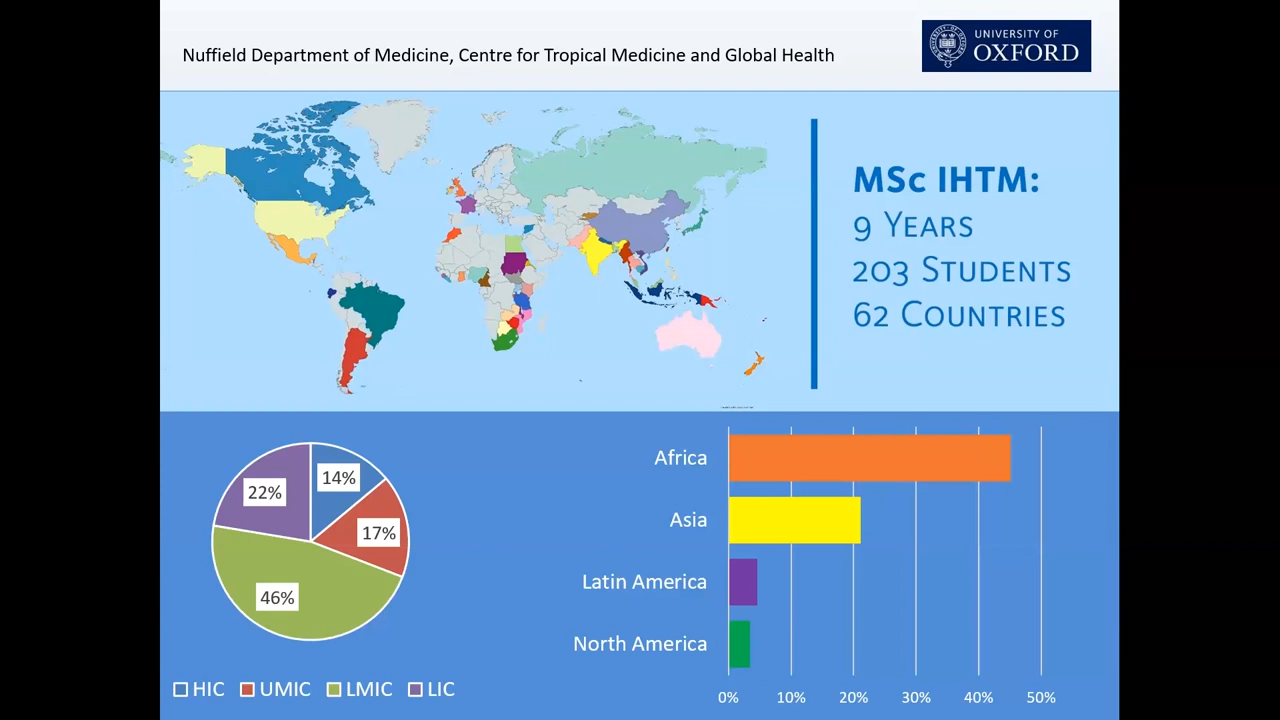 Nuffield Department of Medicine, Centre for Tropical Medicine and Global Health
UNIVERSITY OF
OXFORD
MSc IHTM:
9 YEARS
203 STUDENTS
62 COUNTRIES
14%
22%
17%
46%
HIC UMIC LMIC LIC
Africa
Asia
Latin America
North America
0% 10% 20% 30% 40% 50%